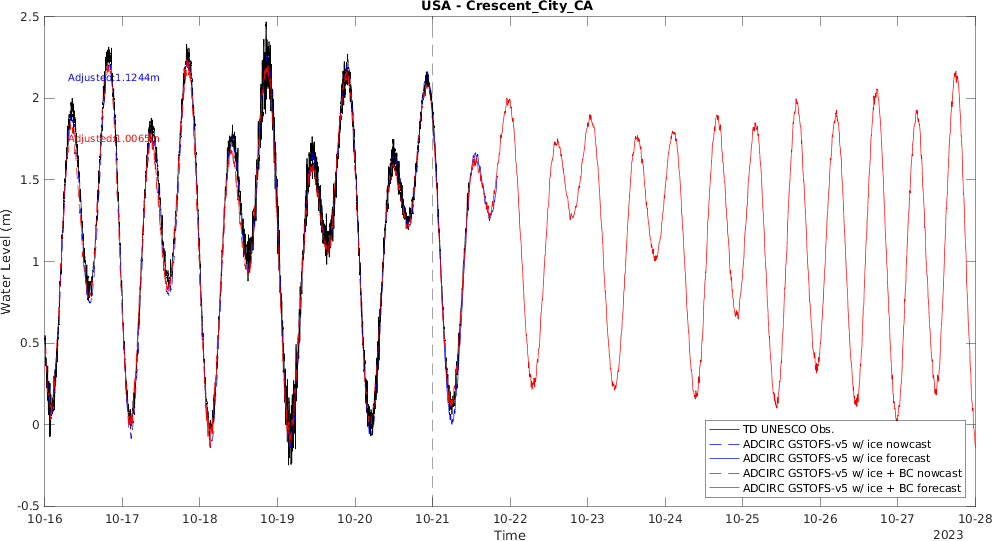 USA - Crescent_City_CA
2.5
2
1.5
1
0.5
0
-0.5
Water Level (m)
Adjusted:1.1244m
Adjusted:1.0065m
TD UNESCO Obs.
ADCIRC GSTOFS-v5 w/ ice nowcast
ADCIRC GSTOFS-v5 w/ ice forecast
ADCIRC GSTOFS-v5 w/ ice + BC nowcast
ADCIRC GSTOFS-v5 w/ ice + BC forecast
10-16 10-17 10-18 10-19 10-20 10-21 10-22 10-23 10-24 10-25 10-26 10-27 10-28
Time
2023